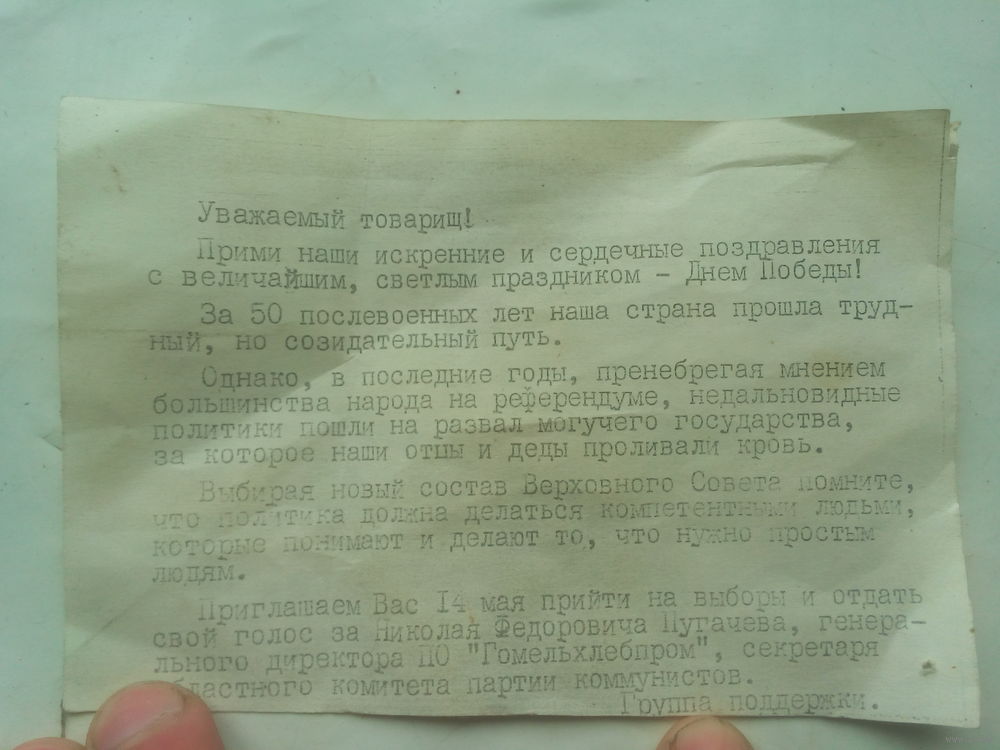 Уважаемый товарищ!
Прими наши искренние и сердечные поздравления
с величайшим, светлым праздником - Днем Победы!
За 50 послевоенных лет наша страна прошла труд-
ный, но созидательный путь.
Однако, в последние годы, пренебрегая мнением
большинства народа на референдуме, недальновидные
политики пошли на развал могучего государства,
за которое наши отцы и деды проливали кровь.
Выбирая новый состав Верховного Совета помните,
что политика должна делаться компетентными людьми,
которые понимают и делают то, что нужно простым
людям.
Приглашаем Вас 14 мая прийти на выборы и отдать
свой голос за Николая Федоровича Пугачева, генера-
льного директора ПО "Гомельхлебпром", секретаря
областного комитета партии коммунистов.
Группа поддержки.